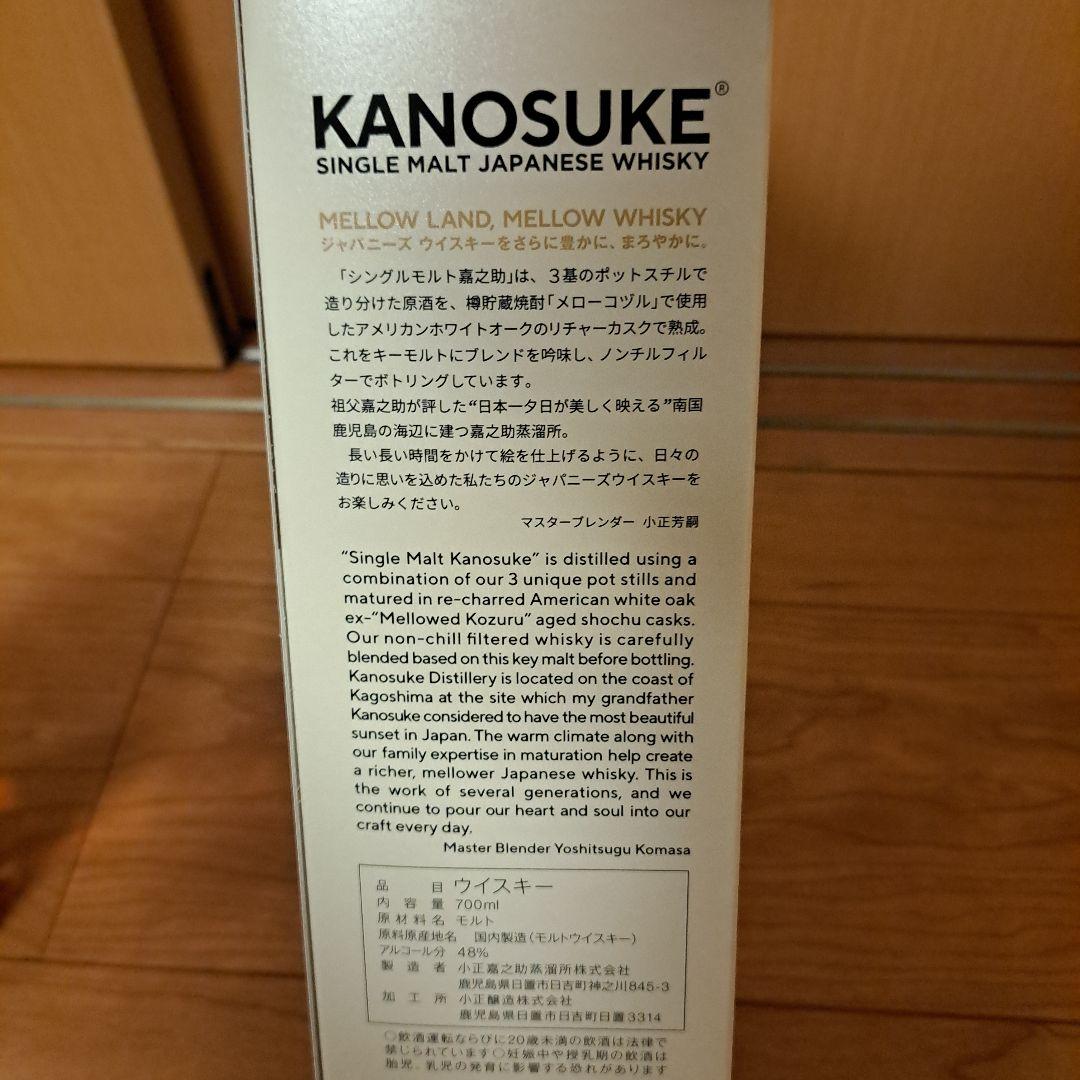 KANOSUKE®
SINGLE MALT JAPANESE WHISKY
MELLOW LAND, MELLOW WHISKY
ジャパニーズ ウイスキーをさらに豊かに、まろやかに。
「シングルモルト嘉之助」は、3基のポットスチルで
造り分けた原酒を、樽貯蔵焼酎「メローコヅル」で使用
したアメリカンホワイトオークのリチャーカスクで熟成。
これをキーモルトにブレンドを吟味し、ノンチルフィル
ターでボトリングしています。
祖父嘉之助が評した“日本一夕日が美しく映える”南国
鹿児島の海辺に建つ嘉之助蒸溜所。
長い長い時間をかけて絵を仕上げるように、日々の
造りに思いを込めた私たちのジャパニーズウイスキーを
お楽しみください。
マスターブレンダー 小正芳嗣
“Single Malt Kanosuke” is distilled using a
combination of our 3 unique pot stills and
matured in re-charred American white oak
ex-“Mellowed Kozuru” aged shochu casks.
Our non-chill filtered whisky is carefully
blended based on this key malt before bottling.
Kanosuke Distillery is located on the coast of
Kagoshima at the site which my grandfather
Kanosuke considered to have the most beautiful
sunset in Japan. The warm climate along with
our family expertise in maturation help create
a richer, mellower Japanese whisky. This is
the work of several generations, and we
continue to pour our heart and soul into our
craft every day.
Master Blender Yoshitsugu Komasa
品目 ウイスキー
内容量 700ml
原材料名 モルト
原料原産地名 国内製造(モルトウイスキー)
アルコール分 48%
製造者 小正嘉之助蒸溜所株式会社
鹿児島県日置市日吉町神之川845-3
加工所 小正醸造株式会社
鹿児島県日置市日吉町日置3314
○飲酒運転ならびに20歳未満の飲酒は法律で
禁じられています○妊娠中や授乳期の飲酒は
胎児、乳児の発育に影響する恐れがあります